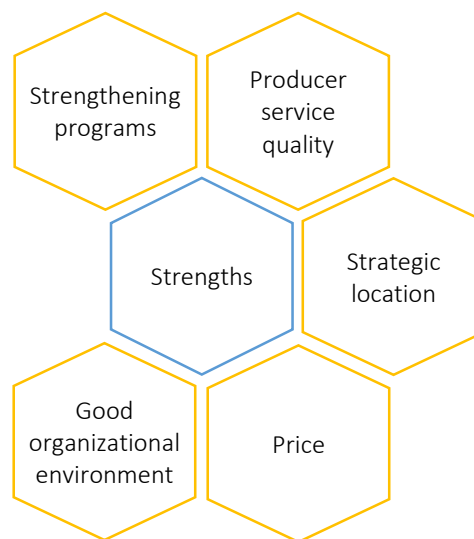 Strengthening
programs
Producer
service
quality
Strengths
Strategic
location
Good
organizational
environment
Price